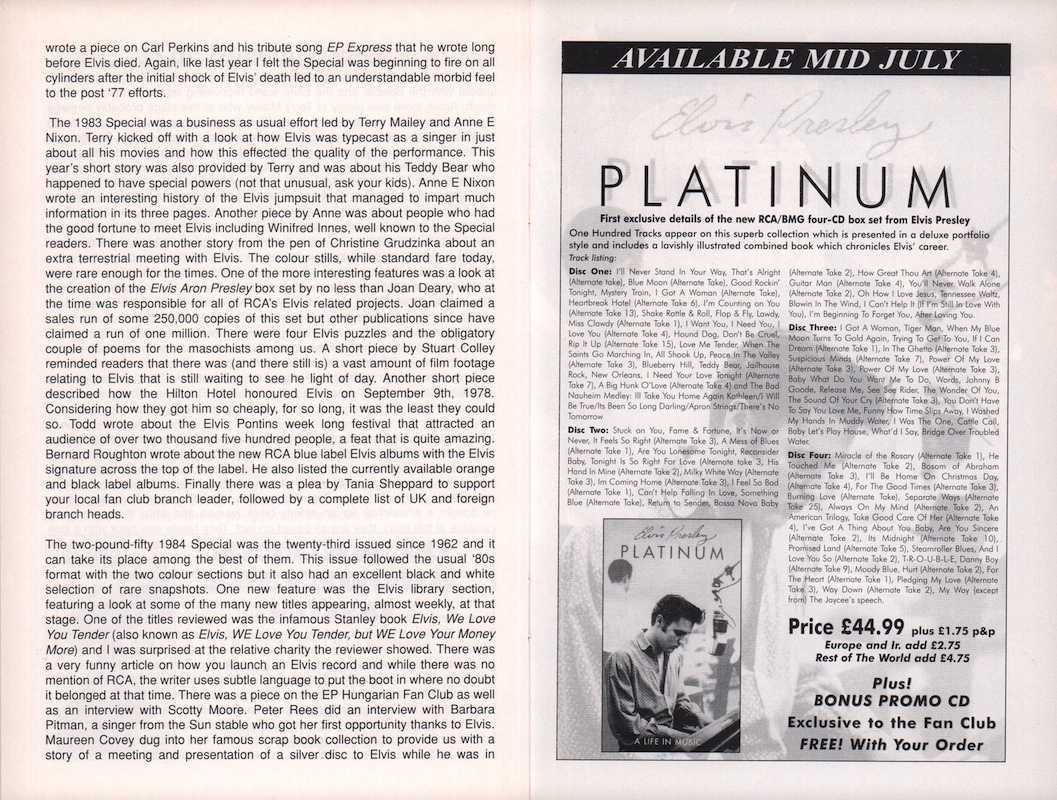 wrote a piece on Carl Perkins and his tribute song EP Express that he wrote long
before Elvis died. Again, like last year I felt the Special was beginning to fire on all
cylinders after the initial shock of Elvis' death led to an understandable morbid feel
to the post '77 efforts.
The 1983 Special was a business as usual effort led by Terry Mailey and Anne E
Nixon. Terry kicked off with a look at how Elvis was typecast as a singer in just
about all his movies and how this effected the quality of the performance. This
year's short story was also provided by Terry and was about his Teddy Bear who
happened to have special powers (not that unusual, ask your kids). Anne E Nixon
wrote an interesting history of the Elvis jumpsuit that managed to impart much
information in its three pages. Another piece by Anne was about people who had
the good fortune to meet Elvis including Winifred Innes, well known to the Special
readers. There was another story from the pen of Christine Grudzinka about an
extra terrestrial meeting with Elvis. The colour stills, while standard fare today,
were rare enough for the times. One of the more interesting features was a look at
the creation of the Elvis Aron Presley box set by no less than Joan Deary, who at
the time was responsible for all of RCA's Elvis related projects. Joan claimed a
sales run of some 250,000 copies of this set but other publications since have
claimed a run of one million. There were four Elvis puzzles and the obligatory
couple of poems for the masochists among us. A short piece by Stuart Colley
reminded readers that there was (and there still is) a vast amount of film footage
relating to Elvis that is still waiting to see he light of day. Another short piece
described how the Hilton Hotel honoured Elvis on September 9th, 1978.
Considering how they got him so cheaply, for so long, it was the least they could
so. Todd wrote about the Elvis Pontins week long festival that attracted an
audience of over two thousand five hundred people, a feat that is quite amazing.
Bernard Roughton wrote about the new RCA blue label Elvis albums with the Elvis
signature across the top of the label. He also listed the currently available orange
and black label albums. Finally there was a plea by Tania Sheppard to support
your local fan club branch leader, followed by a complete list of UK and foreign
branch heads.
The two-pound-fifty 1984 Special was the twenty-third issued since 1962 and it
can take its place among the best of them. This issue followed the usual '80s
format with the two colour sections but it also had an excellent black and white
selection of rare snapshots. One new feature was the Elvis library section,
featuring a look at some of the many new titles appearing, almost weekly, at that
stage. One of the titles reviewed was the infamous Stanley book Elvis, We Love
You Tender (also known as Elvis, WE Love You Tender, but WE Love Your Money
More) and I was surprised at the relative charity the reviewer showed. There was
a very funny article on how you launch an Elvis record and while there was no
mention of RCA, the writer uses subtle language to put the boot in where no doubt
it belonged at that time. There was a piece on the EP Hungarian Fan Club as well
as an interview with Scotty Moore. Peter Rees did an interview with Barbara
Pitman, a singer from the Sun stable who got her first opportunity thanks to Elvis.
Maureen Covey dug into her famous scrap book collection to provide us with a
story of a meeting and presentation of a silver disc to Elvis while he was in
AVAILABLE MID JULY
Elvis Presley
PLATINUM
First exclusive details of the new RCA/BMG four-CD box set from Elvis Presley
One Hundred Tracks appear on this superb collection which is presented in a deluxe portfolio
style and includes a lavishly illustrated combined book which chronicles Elvis' career.
Track listing:
Disc One: I'll Never Stand In Your Way, That's Alright
(Alternate take), Blue Moon (Alternate take), Good Rockin'
Tonight, Mystery Train, I Got A Woman (Alternate Take),
Heartbreak Hotel (Alternate Take 6), I'm Counting on You
(Alternate Take 13), Shake Rattle & Roll, Flop & Fly, Lawdy,
Miss Clawdy (Alternate Take 1), I Want You, I Need You, I
Love You (Alternate Take 4), Hound Dog, Don't Be Cruel,
Rip It Up (Alternate Take 15), Love Me Tender, When The
Saints Go Marching In, All Shook Up, Peace In The Valley
(Alternate Take 3), Blueberry Hill, Teddy Bear, Jailhouse
Rock, New Orleans, I Need Your Love Tonight (Alternate
Take 7), A Big Hunk O'Love (Alternate Take 4) and The Bad
Nauheim Medley: Ill Take You Home Again Kathleen/I Will
Be True/Its Been So Long Darling/Apron Strings/There's No
Tomorrow
Disc Two: Stuck on You, Fame & Fortune, It's Now or
Never, It Feels So Right (Alternate Take 3), A Mess of Blues
(Alternate Take 1), Are You Lonesome Tonight, Reconsider
Baby, Tonight Is So Right For Love (Alternate take 3, His
Hand In Mine (Alternate Take 2), Milky White Way (Alternate
Take 3), Im Coming Home (Alternate Take 3), I Feel So Bad
(Alternate Take 1), Can't Help Falling In Love, Something
Blue (Alternate Take), Return to Sender, Bossa Nova Baby
(Alternate Take 2), How Great Thou Art (Alternate Take 4),
Guitar Man (Alternate Take 4), You'll Never Walk Alone
(Alternate Take 2), Oh How I Love Jesus, Tennessee Waltz,
Blowin In The Wind, I Can't Help It (If I'm Still In Love With
You), I'm Beginning To Forget You, After Loving You.
Disc Three: I Got A Woman, Tiger Man, When My Blue
Moon Turns To Gold Again, Trying To Get To You, If I Can
Dream (Alternate Take 1), In The Ghetto (Alternate Take 3),
Suspicious Minds (Alternate Take 7), Power Of My Love
(Alternate Take 3), Power Of My Love (Alternate Take 3),
Baby What Do You Want Me To Do, Words, Johnny B
Goode, Release Me, See See Rider, The Wonder Of You,
The Sound Of Your Cry (Alternate Take 3), You Don't Have
To Say You Love Me, Funny How Time Slips Away, I Washed
My Hands In Muddy Water, I Was The One, Cattle Call,
Baby Let's Play House, What'd I Say, Bridge Over Troubled
Water.
Disc Four: Miracle of the Rosary (Alternate Take 1), He
Touched Me (Alternate Take 2), Bosom of Abraham
(Alternate Take 3), I'll Be Home On Christmas Day,
(Alternate Take 4), For The Good Times (Alternate Take 3),
Burning Love (Alternate Take), Separate Ways (Alternate
Take 25), Always On My Mind (Alternate Take 2), An
American Trilogy, Take Good Care Of Her (Alternate Take
4), I've Got A Thing About You Baby, Are You Sincere
(Alternate Take 2), Its Midnight (Alternate Take 10),
Promised Land (Alternate Take 5), Steamroller Blues, And I
Love You So (Alternate Take 2), T-R-O-U-B-L-E, Danny Boy
(Alternate Take 9), Moody Blue, Hurt (Alternate Take 2), For
The Heart (Alternate Take 1), Pledging My Love (Alternate
Take 3), Way Down (Alternate Take 2), My Way (except
from) The Jaycee's speech.
Elvis Presley
PLATINUM
A LIFE IN MUSIC
Price £44.99 plus £1.75 p&p
Europe and Ir. add £2.75
Rest of The World add £4.75
Plus!
BONUS PROMO CD
Exclusive to the Fan Club
FREE! With Your Order